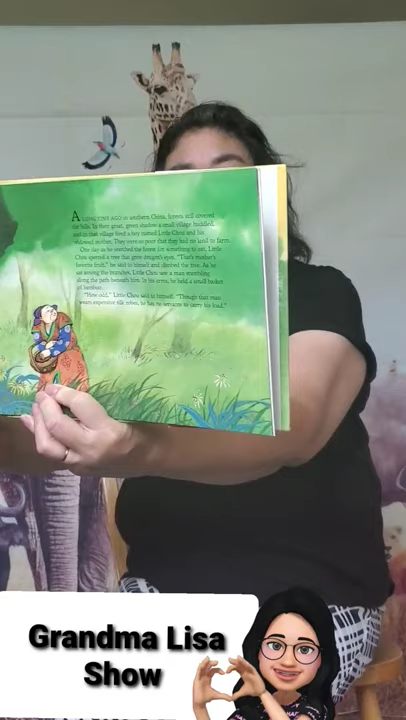 A LONG TIME AGO in southern China, forests still covered
the hills. In their great, green shadow a small village huddled,
and in that village lived a boy named Little Chou and his
widowed mother. They were so poor that they had no land to farm.
One day as he searched the forest for something to eat, Little
Chou spotted a tree that grew dragon's eyes. "That's mother's
favorite fruit," he said to himself and climbed the tree. As he
sat among the branches, Little Chou saw a man stumbling
along the path beneath him. In his arms, he held a small basket
of bamboo.
"How odd," Little Chou said to himself. "Though that man
wears expensive silk robes, he has no servants to carry his load."
Grandma Lisa
Show